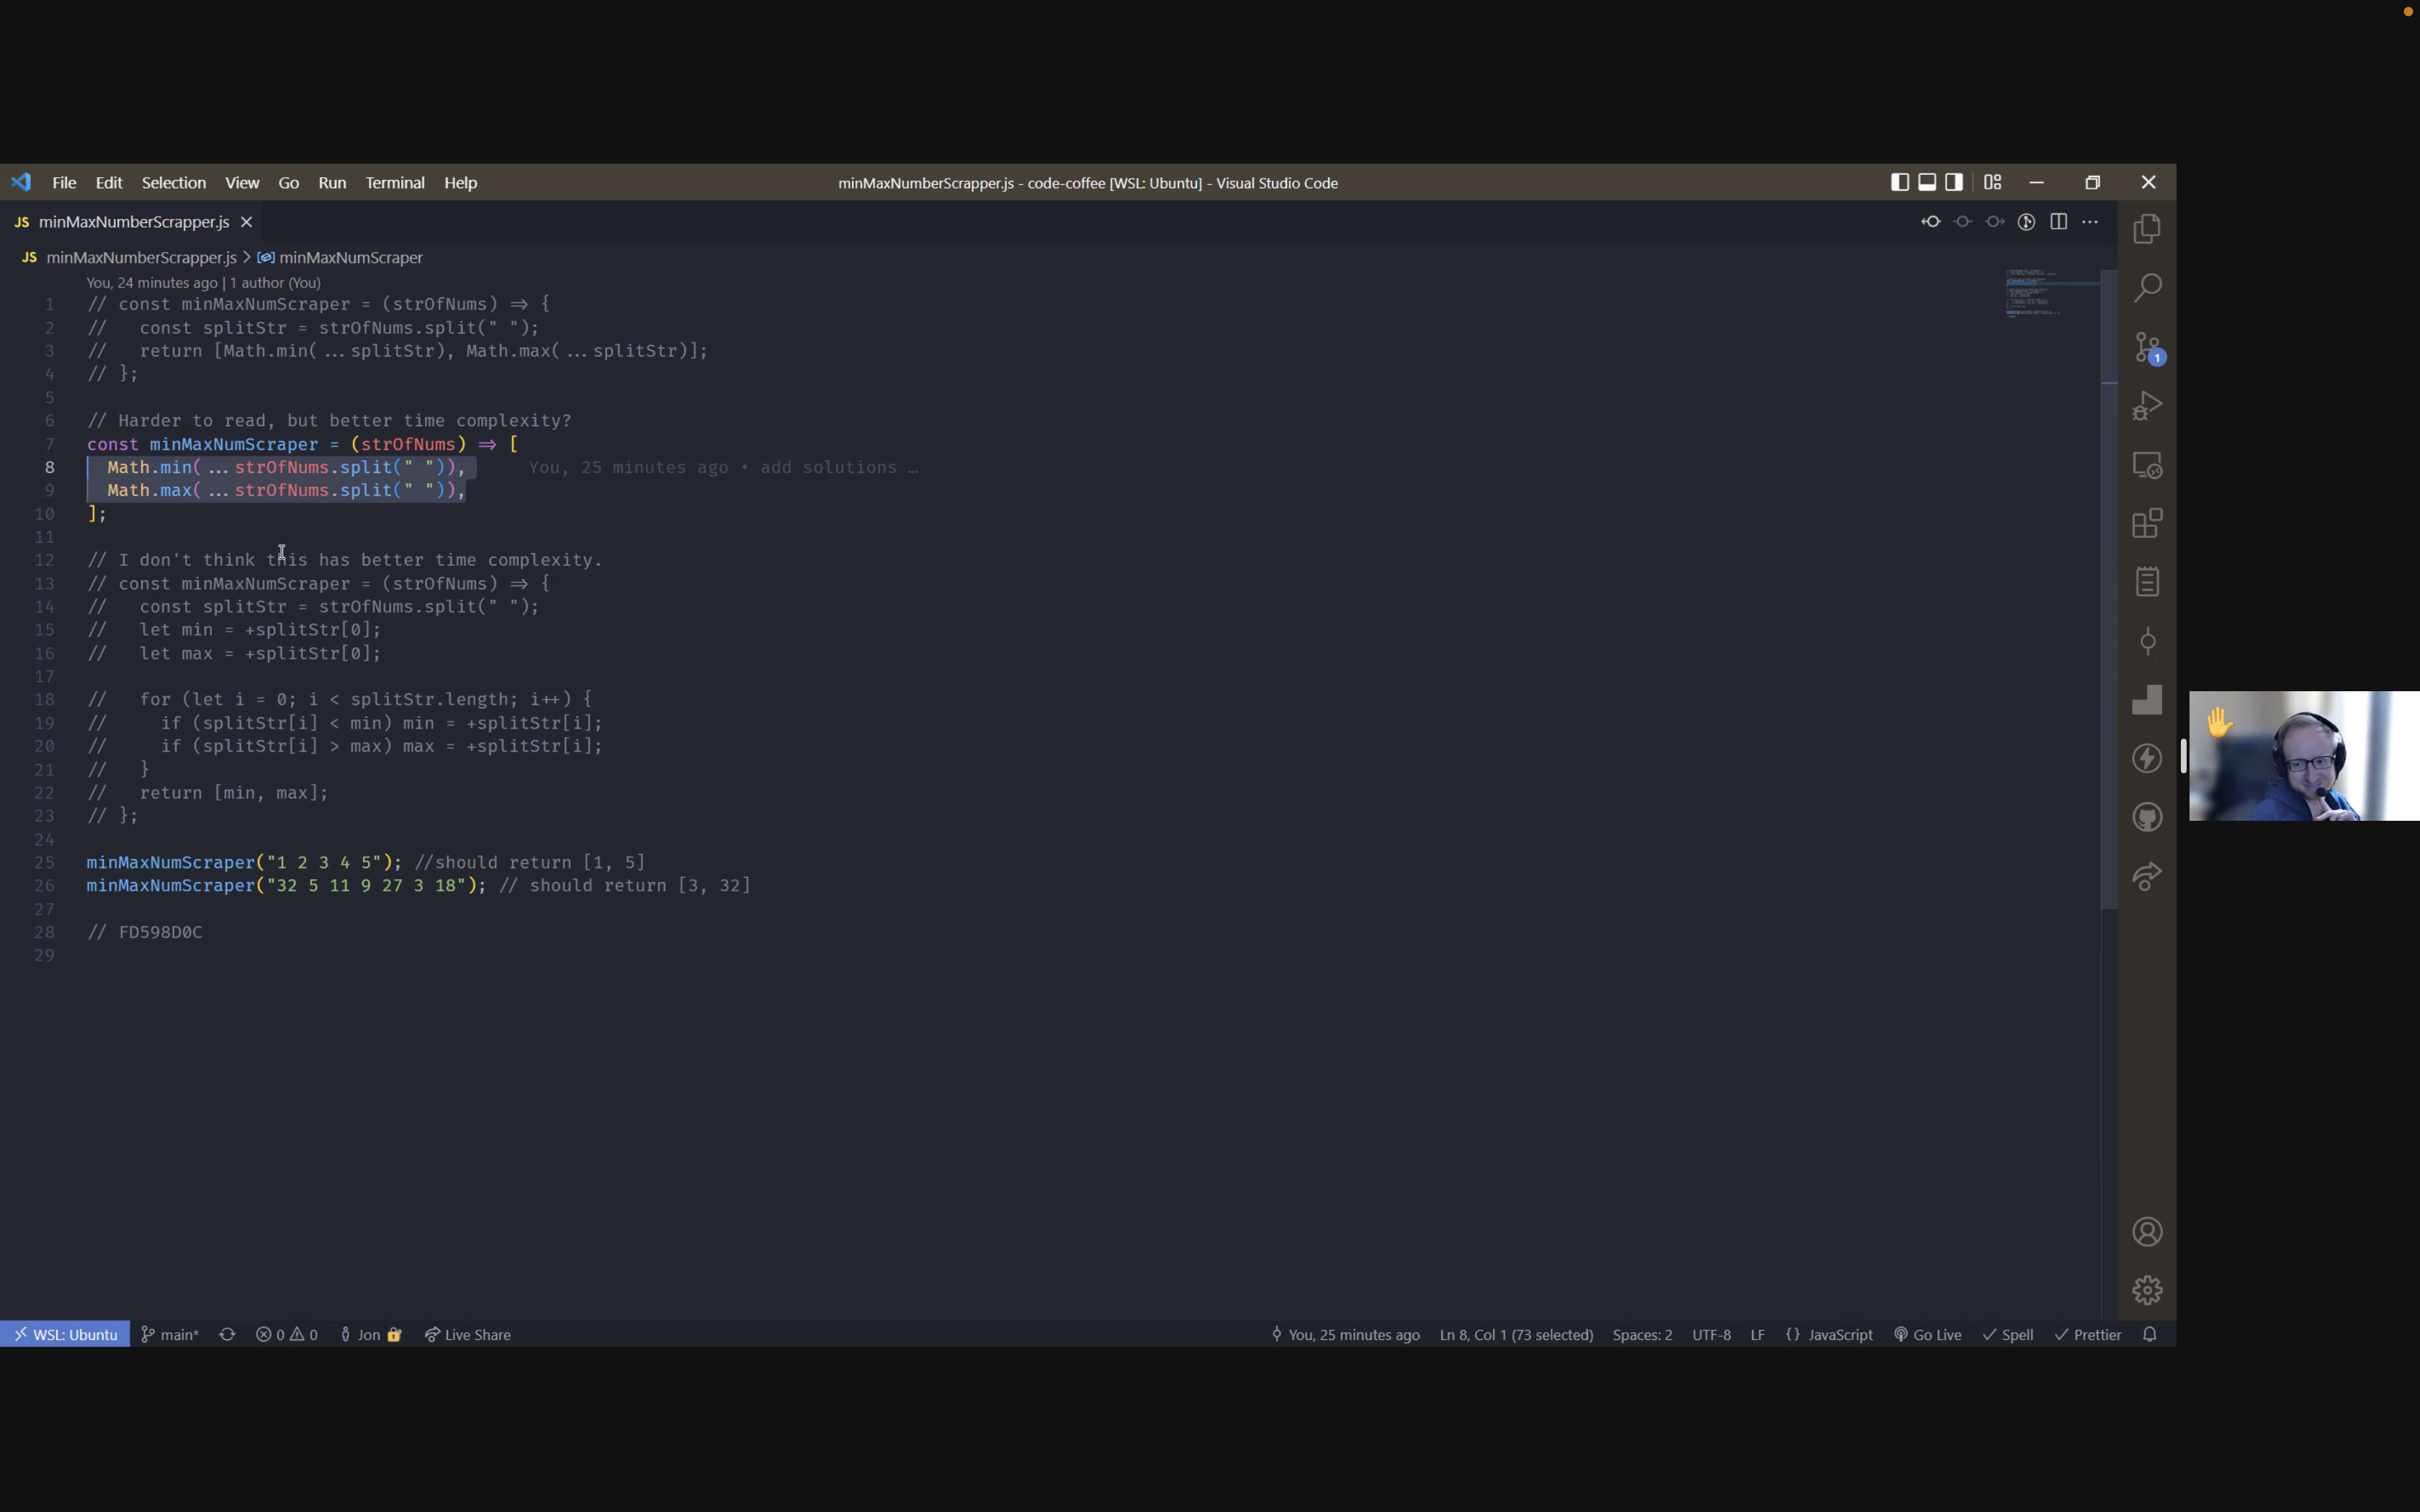 File Edit Selection View Go Run Terminal Help minMaxNumberScrapper.js - code-coffee [WSL: Ubuntu] - Visual Studio Code
JS minMaxNumberScrapper.js
JS minMaxNumberScrapper.js > minMaxNumScraper
You, 24 minutes ago | 1 author (You)
1 // const minMaxNumScraper = (strOfNums) => {
2 //   const splitStr = strOfNums.split(" ");
3 //   return [Math.min(...splitStr), Math.max(...splitStr)];
4 // };
5
6 // Harder to read, but better time complexity?
7 const minMaxNumScraper = (strOfNums) => [
8   Math.min(...strOfNums.split(" ")), You, 25 minutes ago • add solutions …
9   Math.max(...strOfNums.split(" ")),
10 ];
11
12 // I don't think this has better time complexity.
13 // const minMaxNumScraper = (strOfNums) => {
14 //   const splitStr = strOfNums.split(" ");
15 //   let min = +splitStr[0];
16 //   let max = +splitStr[0];
17
18 //   for (let i = 0; i < splitStr.length; i++) {
19 //     if (splitStr[i] < min) min = +splitStr[i];
20 //     if (splitStr[i] > max) max = +splitStr[i];
21 //   }
22 //   return [min, max];
23 // };
24
25 minMaxNumScraper("1 2 3 4 5"); //should return [1, 5]
26 minMaxNumScraper("32 5 11 9 27 3 18"); // should return [3, 32]
27
28 // FD598D0C
29
1
WSL: Ubuntu main* 0 0 Jon Live Share You, 25 minutes ago Ln 8, Col 1 (73 selected) Spaces: 2 UTF-8 LF {} JavaScript Go Live Spell Prettier